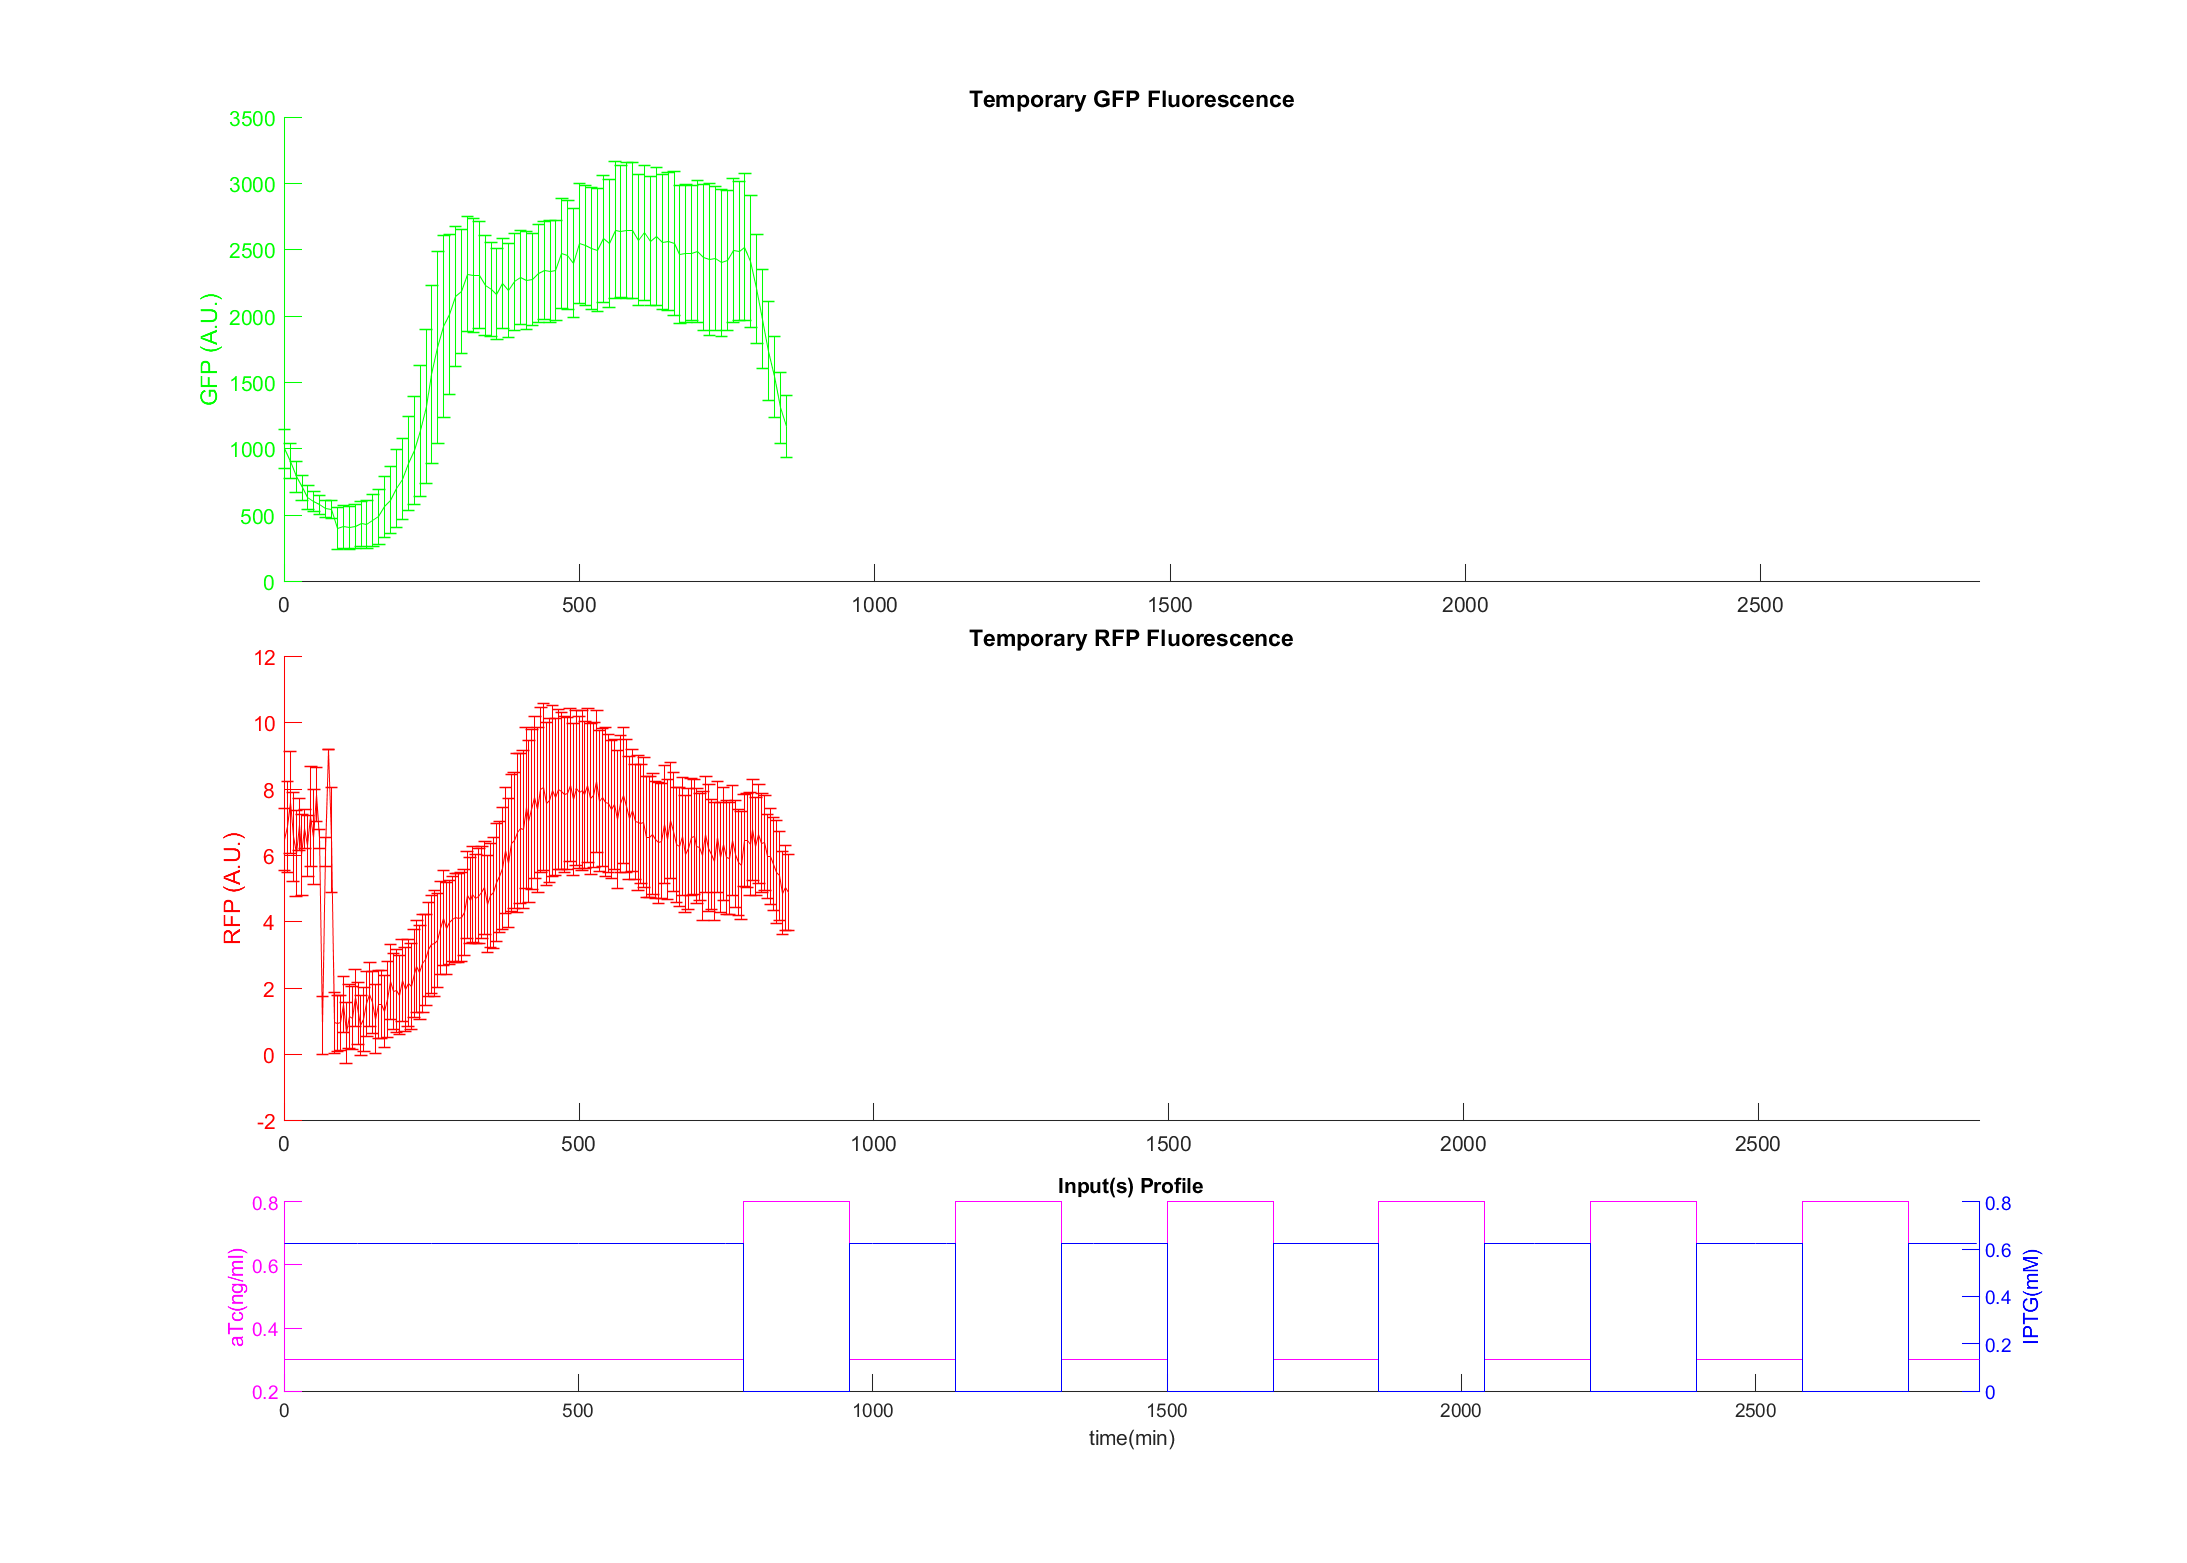 Temporary GFP Fluorescence
3500
3000
2500
2000
1500
1000
500
0
GFP (A.U.)
0 500 1000 1500 2000 2500
Temporary RFP Fluorescence
12
10
8
6
4
2
0
-2
RFP (A.U.)
0 500 1000 1500 2000 2500
Input(s) Profile
0.8
0.6
0.4
0.2
aTc(ng/ml)
0.8
0.6
0.4
0.2
0
IPTG(mM)
0 500 1000 1500 2000 2500
time(min)